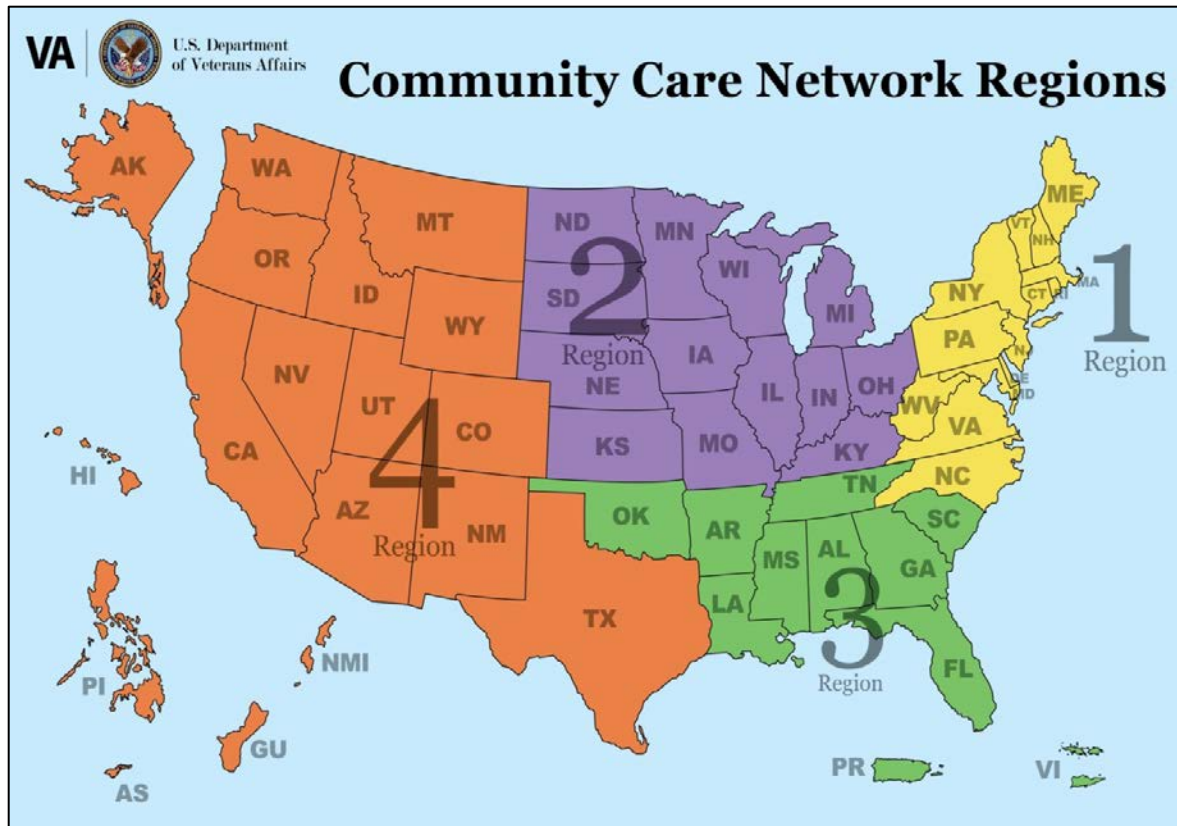 VA
U.S. Department
of Veterans Affairs
Community Care Network Regions
AK
WA
MT
ND
MN
ME
VT
NH
OR
ID
SD
WI
MI
NY
MA
CT
RI
WY
2
Region
1
Region
IA
PA
NJ
NV
NE
IL
IN
OH
DE
MD
UT
CO
WV
VA
CA
KS
MO
KY
HI
4
Region
AZ
NM
OK
AR
TN
NC
SC
MS
AL
GA
TX
LA
3
Region
FL
PI
NMI
GU
AS
PR
VI